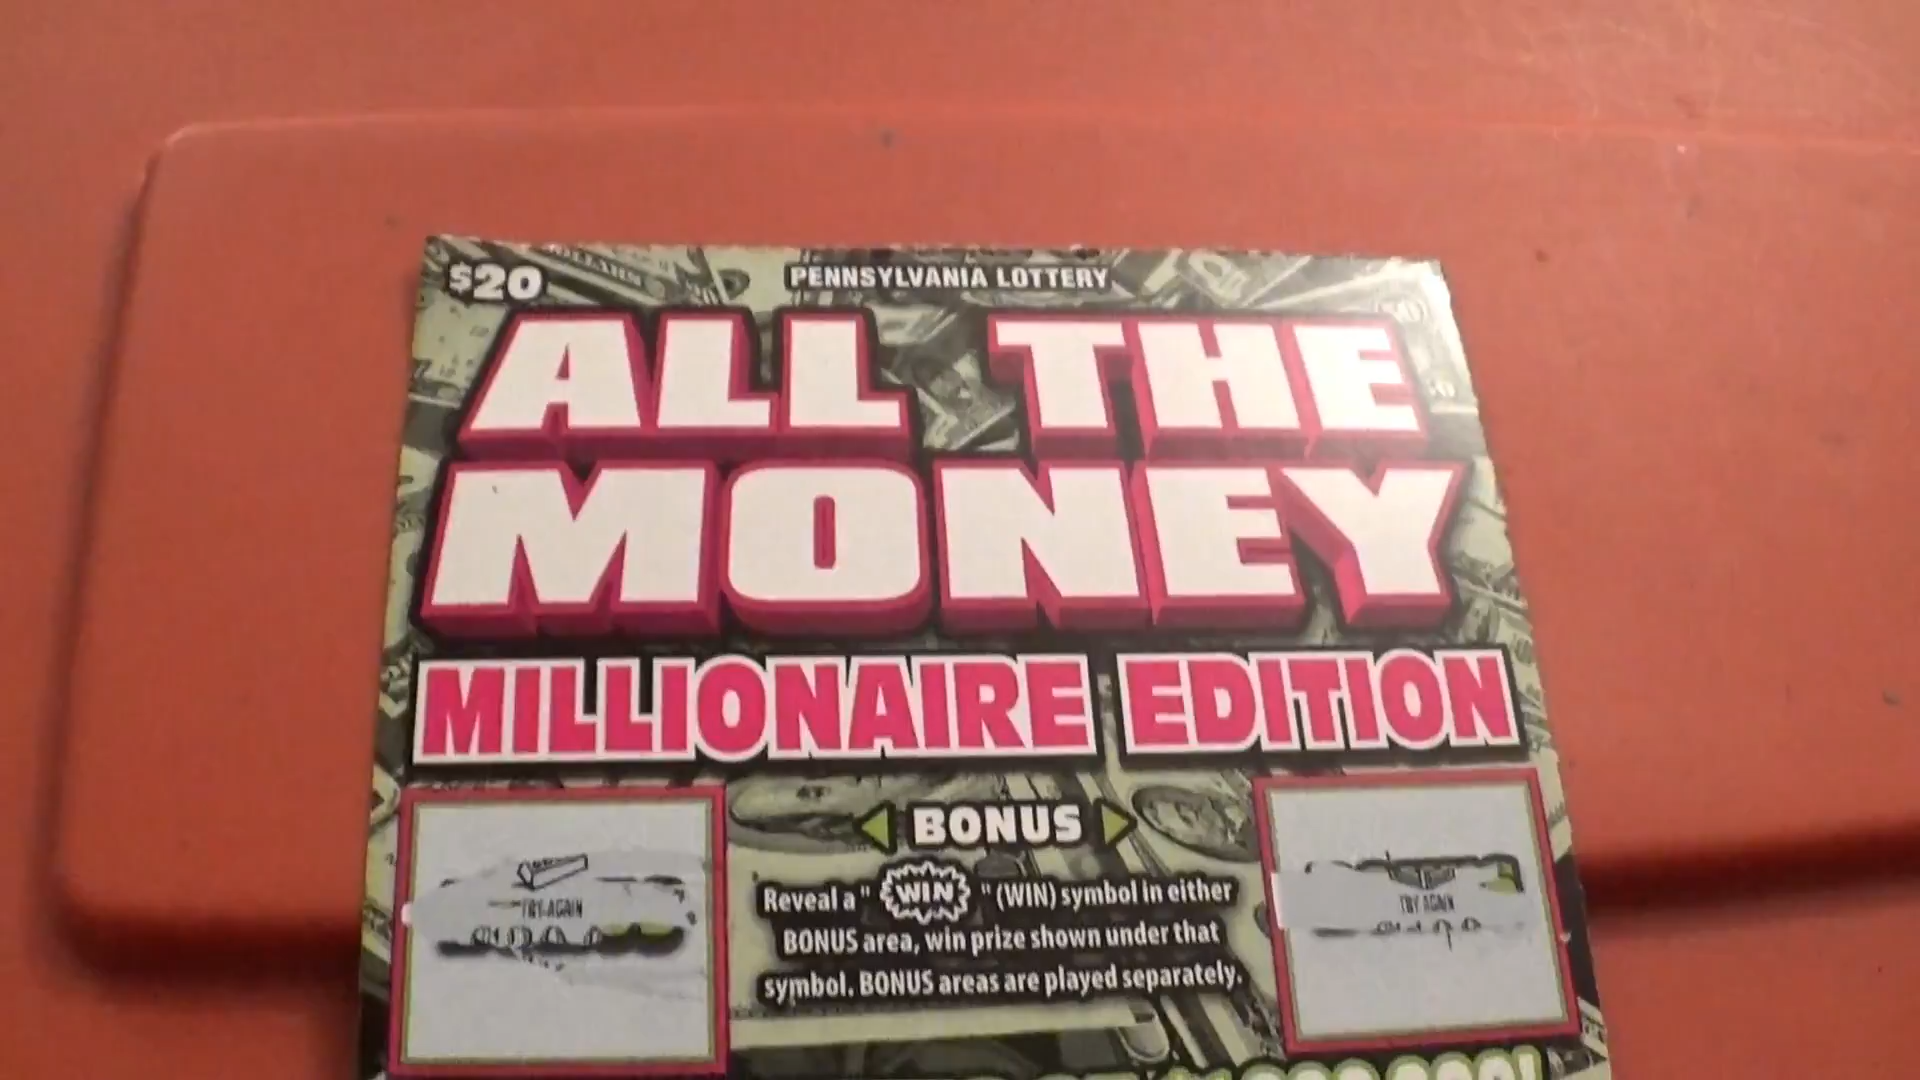 $20
PENNSYLVANIA LOTTERY
ALL THE
MONEY
MILLIONAIRE EDITION
BONUS
Reveal a " WIN " (WIN) symbol in either
BONUS area, win prize shown under that
symbol. BONUS areas are played separately.
TRY AGAIN
TRY AGAIN